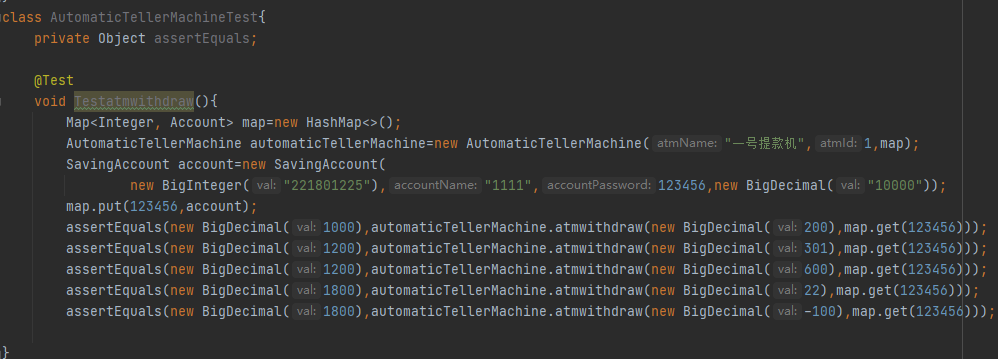 class AutomaticTellerMachineTest{
private Object assertEquals;
@Test
void Testatmwithdraw(){
Map<Integer, Account> map=new HashMap<>();
AutomaticTellerMachine automaticTellerMachine=new AutomaticTellerMachine( atmName: "一号提款机", atmId: 1,map);
SavingAccount account=new SavingAccount(
new BigInteger( val: "221801225"), accountName: "1111", accountPassword: 123456,new BigDecimal( val: "10000"));
map.put(123456,account);
assertEquals(new BigDecimal( val: 1000),automaticTellerMachine.atmwithdraw(new BigDecimal( val: 200),map.get(123456)));
assertEquals(new BigDecimal( val: 1200),automaticTellerMachine.atmwithdraw(new BigDecimal( val: 301),map.get(123456)));
assertEquals(new BigDecimal( val: 1200),automaticTellerMachine.atmwithdraw(new BigDecimal( val: 600),map.get(123456)));
assertEquals(new BigDecimal( val: 1800),automaticTellerMachine.atmwithdraw(new BigDecimal( val: 22),map.get(123456)));
assertEquals(new BigDecimal( val: 1800),automaticTellerMachine.atmwithdraw(new BigDecimal( val: -100),map.get(123456)));
}